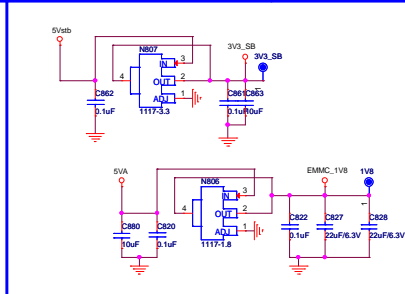 5Vstb
N807
3V3_SB
3V3_SB
IN
3
4
OUT
2
ADJ
1
1
C862
0.1uF
1117-3.3
C861
C863
0.1uF
10uF
5VA
N806
EMMC_1V8
1V8
IN
3
4
OUT
2
ADJ
1
1
C880
10uF
C820
0.1uF
1117-1.8
C822
0.1uF
C827
22uF/6.3V
C828
22uF/6.3V